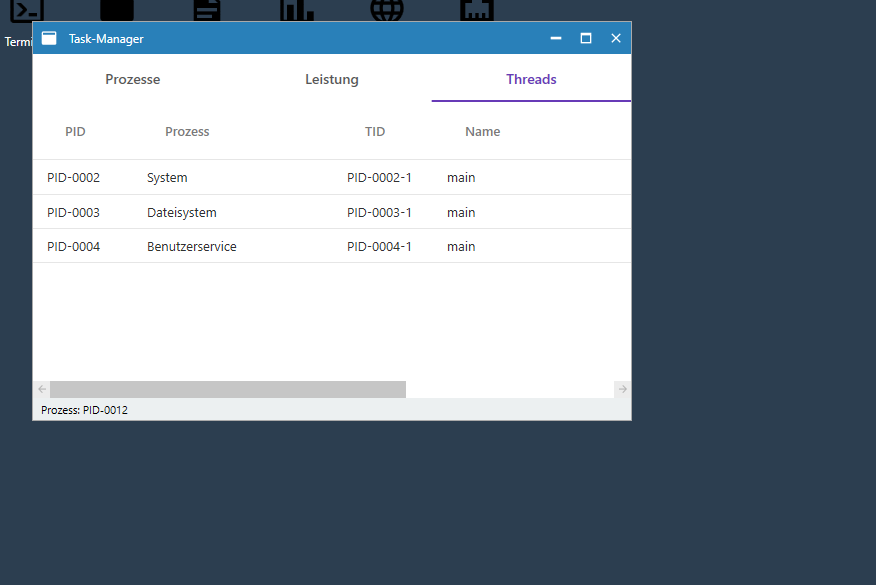 Task-Manager
Prozesse Leistung Threads
PID Prozess TID Name
PID-0002 System PID-0002-1 main
PID-0003 Dateisystem PID-0003-1 main
PID-0004 Benutzerservice PID-0004-1 main
Prozess: PID-0012